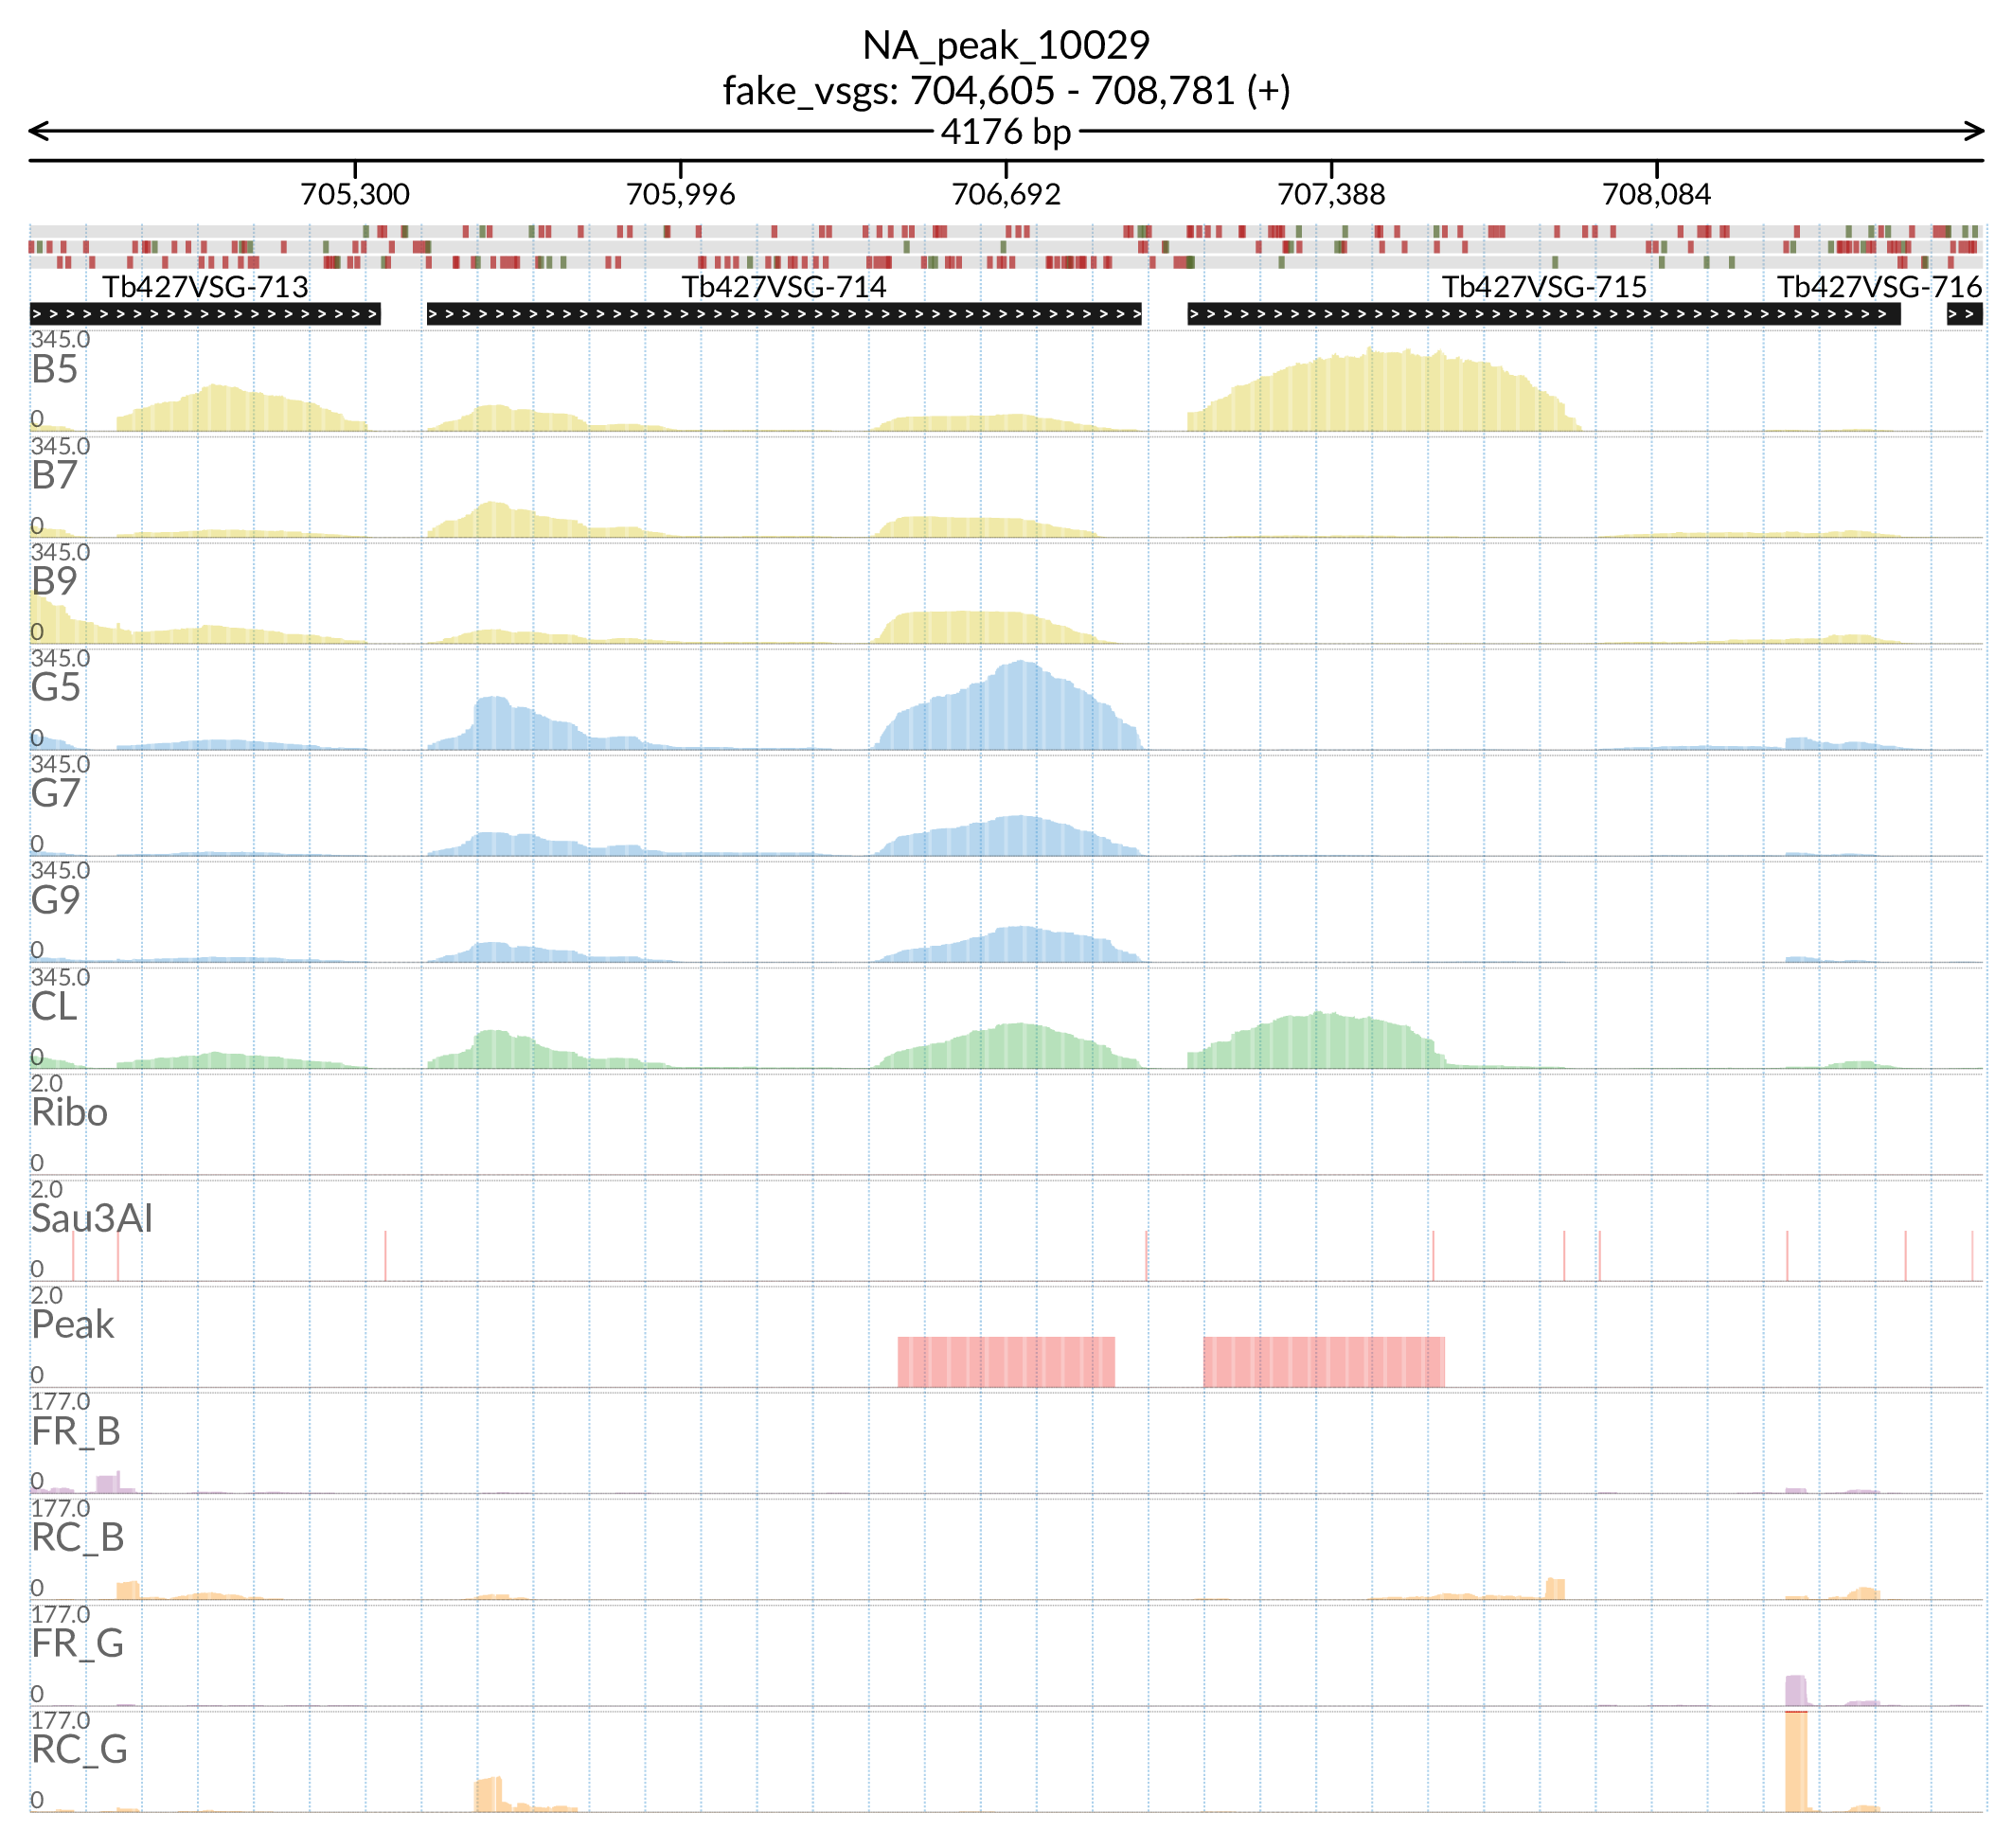 NA_peak_10029
fake_vsgs: 704,605 - 708,781 (+)
4176 bp
705,300 705,996 706,692 707,388 708,084
Tb427VSG-713 Tb427VSG-714 Tb427VSG-715 Tb427VSG-716
345.0
B5
0
345.0
B7
0
345.0
B9
0
345.0
G5
0
345.0
G7
0
345.0
G9
0
345.0
CL
0
2.0
Ribo
0
2.0
Sau3AI
0
2.0
Peak
0
177.0
FR_B
0
177.0
RC_B
0
177.0
FR_G
0
177.0
RC_G
0